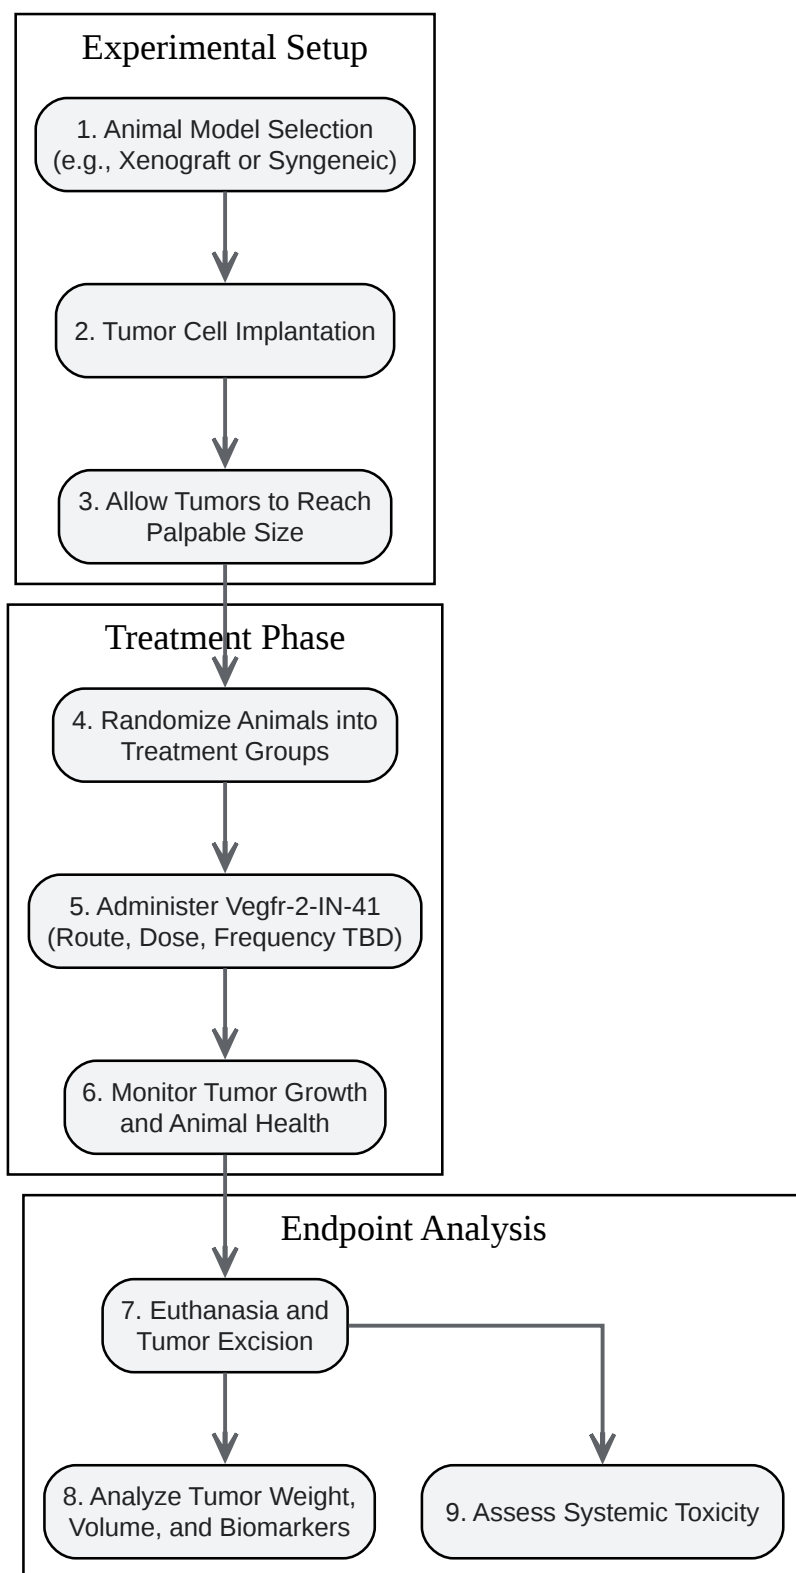 Experimental Setup
1. Animal Model Selection
(e.g., Xenograft or Syngeneic)
2. Tumor Cell Implantation
3. Allow Tumors to Reach
Palpable Size
Treatment Phase
4. Randomize Animals into
Treatment Groups
5. Administer Vegfr-2-IN-41
(Route, Dose, Frequency TBD)
6. Monitor Tumor Growth
and Animal Health
Endpoint Analysis
7. Euthanasia and
Tumor Excision
8. Analyze Tumor Weight,
Volume, and Biomarkers
9. Assess Systemic Toxicity